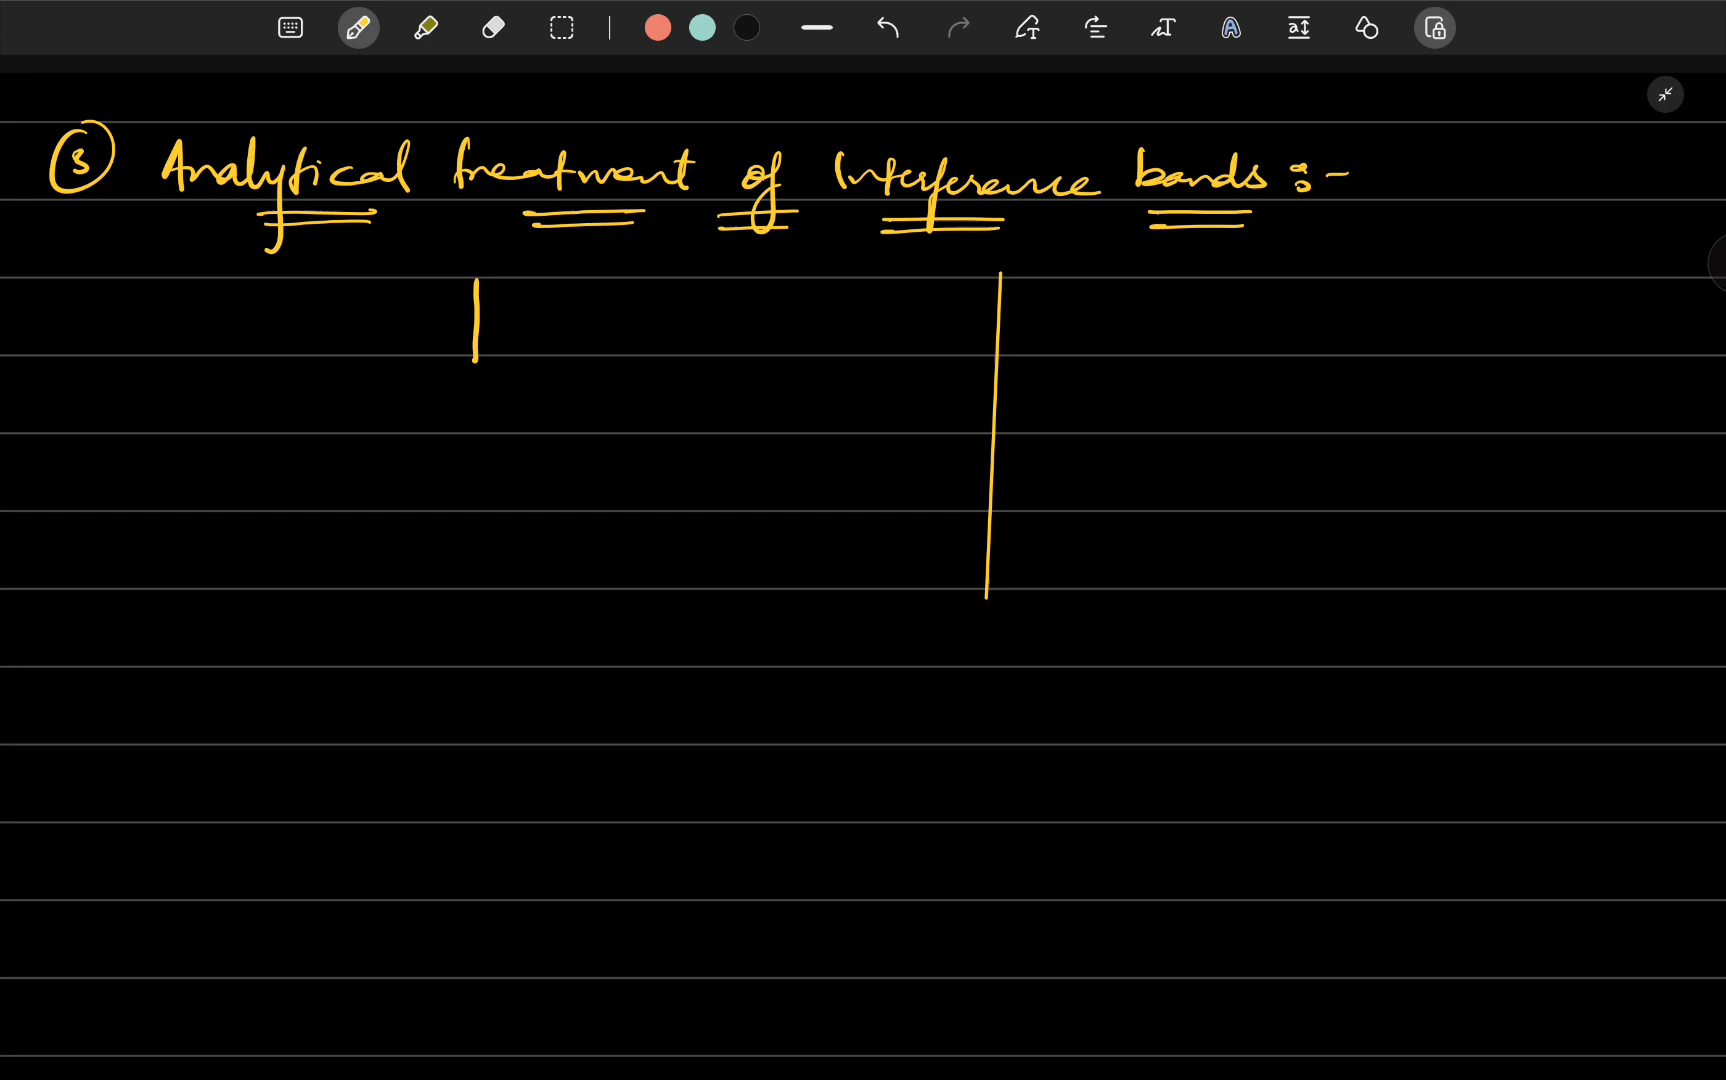 ③ Analytical treatment of Interference bands :-